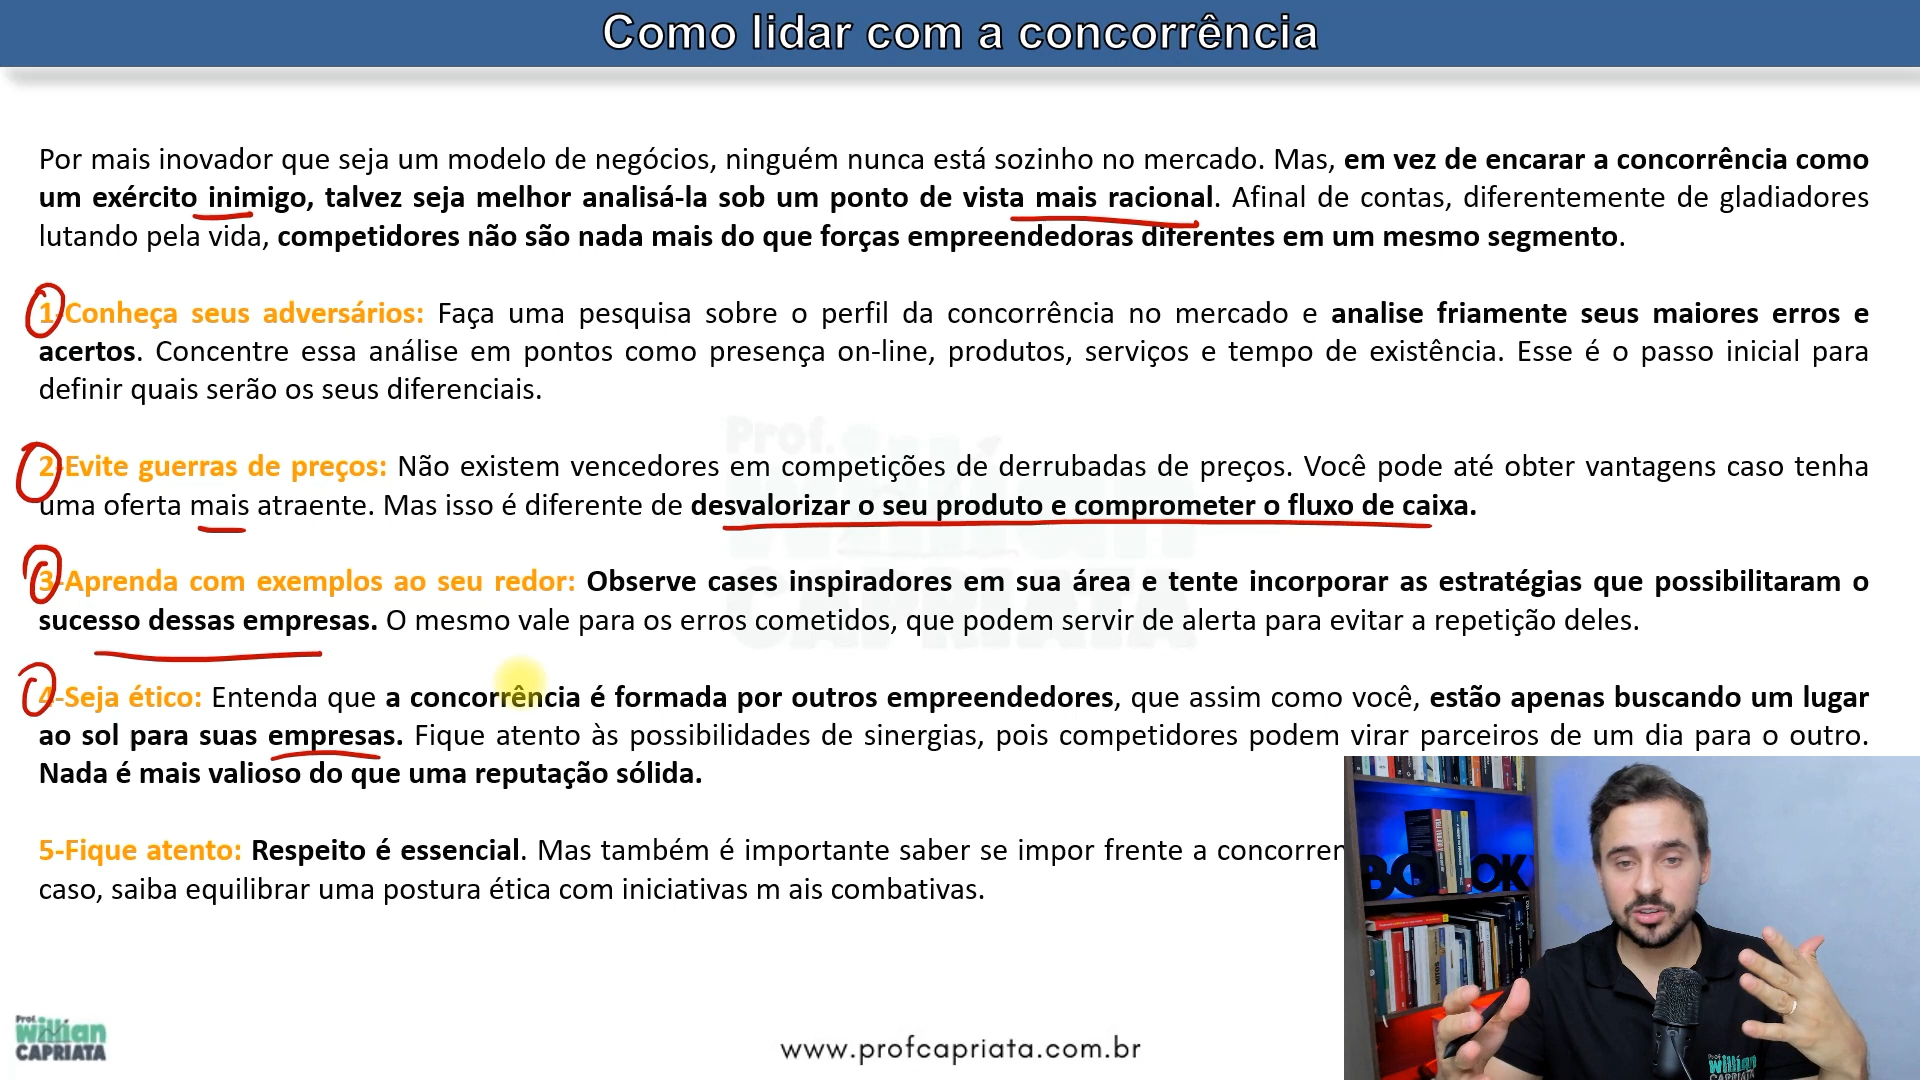 Como lidar com a concorrência
Por mais inovador que seja um modelo de negócios, ninguém nunca está sozinho no mercado. Mas, em vez de encarar a concorrência como
um exército inimigo, talvez seja melhor analisá-la sob um ponto de vista mais racional. Afinal de contas, diferentemente de gladiadores
lutando pela vida, competidores não são nada mais do que forças empreendedoras diferentes em um mesmo segmento.
1-Conheça seus adversários: Faça uma pesquisa sobre o perfil da concorrência no mercado e analise friamente seus maiores erros e
acertos. Concentre essa análise em pontos como presença on-line, produtos, serviços e tempo de existência. Esse é o passo inicial para
definir quais serão os seus diferenciais.
2-Evite guerras de preços: Não existem vencedores em competições de derrubadas de preços. Você pode até obter vantagens caso tenha
uma oferta mais atraente. Mas isso é diferente de desvalorizar o seu produto e comprometer o fluxo de caixa.
3-Aprenda com exemplos ao seu redor: Observe cases inspiradores em sua área e tente incorporar as estratégias que possibilitaram o
sucesso dessas empresas. O mesmo vale para os erros cometidos, que podem servir de alerta para evitar a repetição deles.
4-Seja ético: Entenda que a concorrência é formada por outros empreendedores, que assim como você, estão apenas buscando um lugar
ao sol para suas empresas. Fique atento às possibilidades de sinergias, pois competidores podem virar parceiros de um dia para o outro.
Nada é mais valioso do que uma reputação sólida.
5-Fique atento: Respeito é essencial. Mas também é importante saber se impor frente a concorren
caso, saiba equilibrar uma postura ética com iniciativas m ais combativas.
Prof.
willian
CAPRIATA
www.profcapriata.com.br
BOOK
Prof.
willian
CAPRIATA